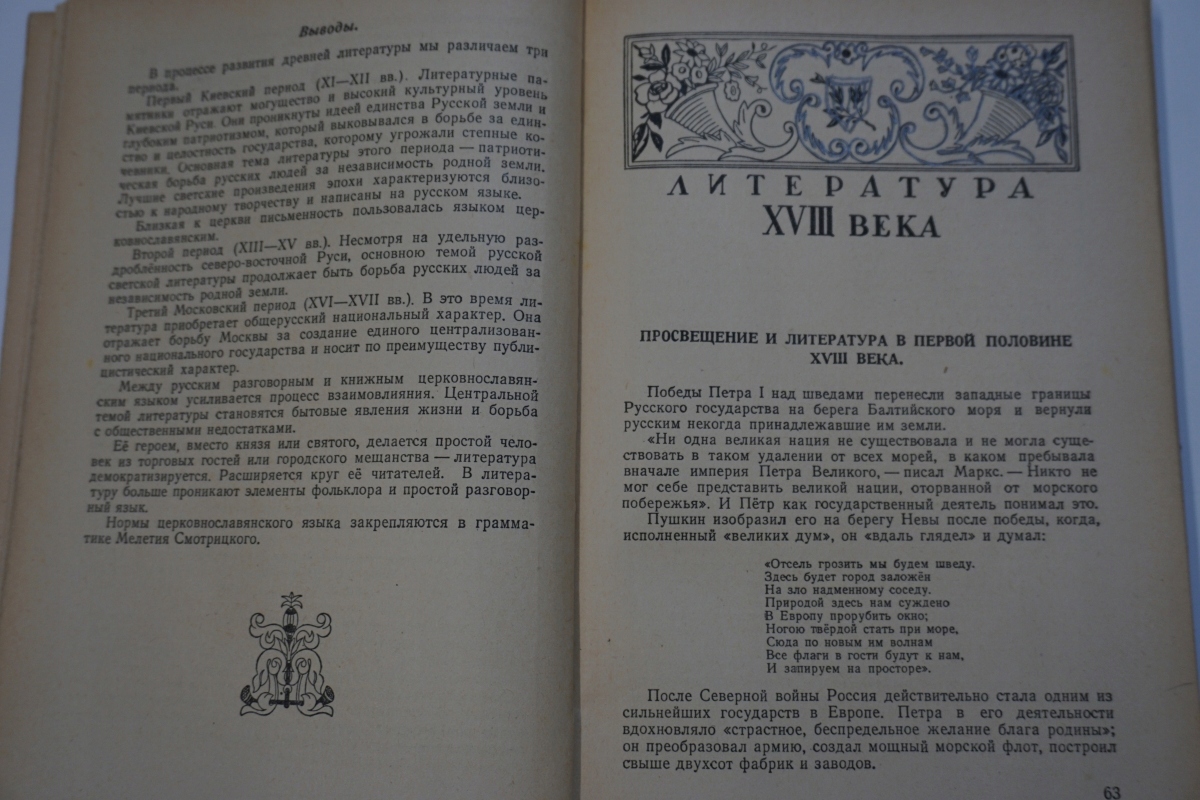 Выводы.
В процессе развития древней литературы мы различаем три
периода.
Первый Киевский период (XI—XII вв.). Литературные па-
мятники отражают могущество и высокий культурный уровень
Киевской Руси. Они проникнуты идеей единства Русской земли и
глубоким патриотизмом, который выковывался в борьбе за един-
ство и целостность государства, которому угрожали степные ко-
чевники. Основная тема литературы этого периода — патриоти-
ческая борьба русских людей за независимость родной земли.
Лучшие светские произведения эпохи характеризуются близо-
стью к народному творчеству и написаны на русском языке.
Близкая к церкви письменность пользовалась языком цер-
ковнославянским.
Второй период (XIII—XV вв.). Несмотря на удельную раз-
дроблённость северо-восточной Руси, основною темой русской
светской литературы продолжает быть борьба русских людей за
независимость родной земли.
Третий Московский период (XVI—XVII вв.). В это время ли-
тература приобретает общерусский национальный характер. Она
отражает борьбу Москвы за создание единого централизован-
ного национального государства и носит по преимуществу публи-
цистический характер.
Между русским разговорным и книжным церковнославян-
ским языком усиливается процесс взаимовлияния. Центральной
темой литературы становятся бытовые явления жизни и борьба
с общественными недостатками.
Её героем, вместо князя или святого, делается простой чело-
век из торговых гостей или городского мещанства — литература
демократизируется. Расширяется круг её читателей. В литера-
туру больше проникают элементы фольклора и простой разговор-
ный язык.
Нормы церковнославянского языка закрепляются в грамма-
тике Мелетия Смотрицкого.
ЛИТЕРАТУРА
XVIII ВЕКА
ПРОСВЕЩЕНИЕ И ЛИТЕРАТУРА В ПЕРВОЙ ПОЛОВИНЕ
XVIII ВЕКА.
Победы Петра I над шведами перенесли западные границы
Русского государства на берега Балтийского моря и вернули
русским некогда принадлежавшие им земли.
«Ни одна великая нация не существовала и не могла суще-
ствовать в таком удалении от всех морей, в каком пребывала
вначале империя Петра Великого, — писал Маркс. — Никто не
мог себе представить великой нации, оторванной от морского
побережья». И Пётр как государственный деятель понимал это.
Пушкин изобразил его на берегу Невы после победы, когда,
исполненный «великих дум», он «вдаль глядел» и думал:
«Отсель грозить мы будем шведу.
Здесь будет город заложён
На зло надменному соседу.
Природой здесь нам суждено
В Европу прорубить окно;
Ногою твёрдой стать при море,
Сюда по новым им волнам
Все флаги в гости будут к нам,
И запируем на просторе».
После Северной войны Россия действительно стала одним из
сильнейших государств в Европе. Петра в его деятельности
вдохновляло «страстное, беспредельное желание блага родины»;
он преобразовал армию, создал мощный морской флот, построил
свыше двухсот фабрик и заводов.
63